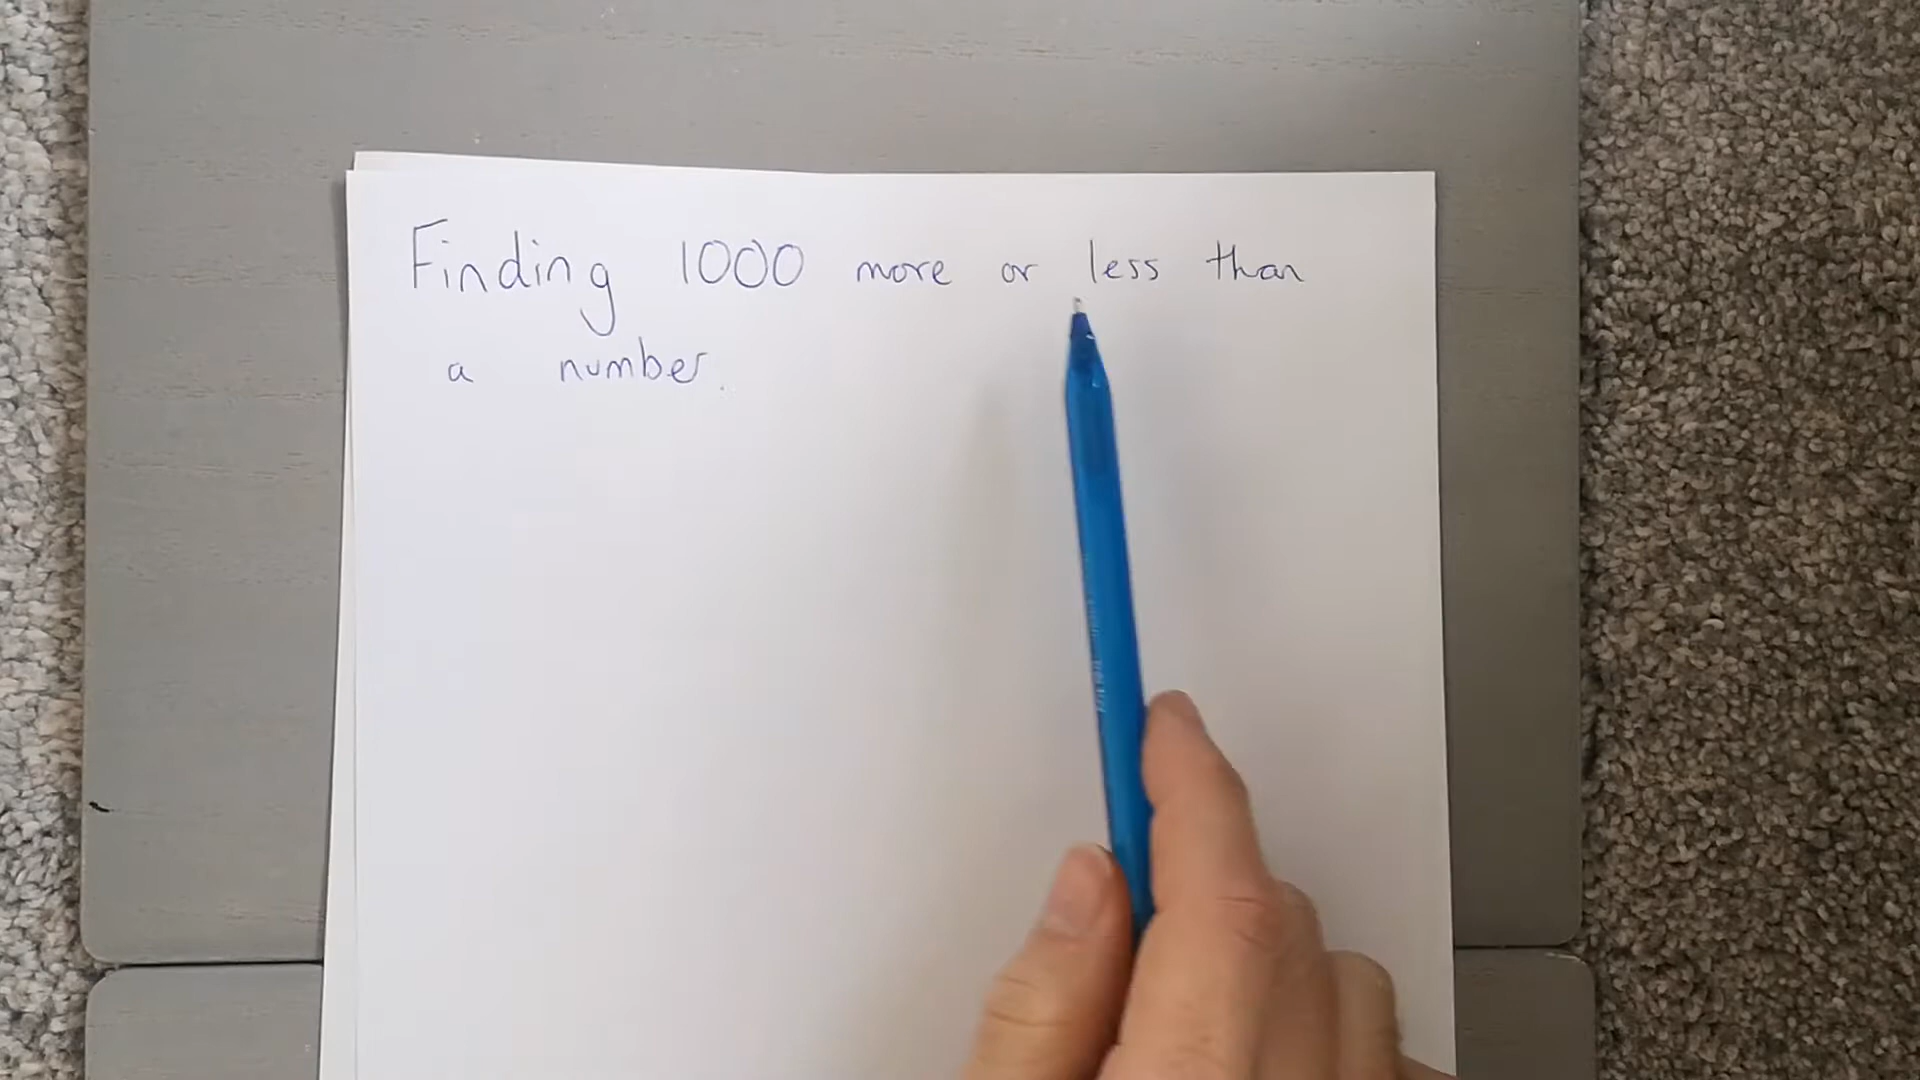 Finding 1000 more or less than
a number.